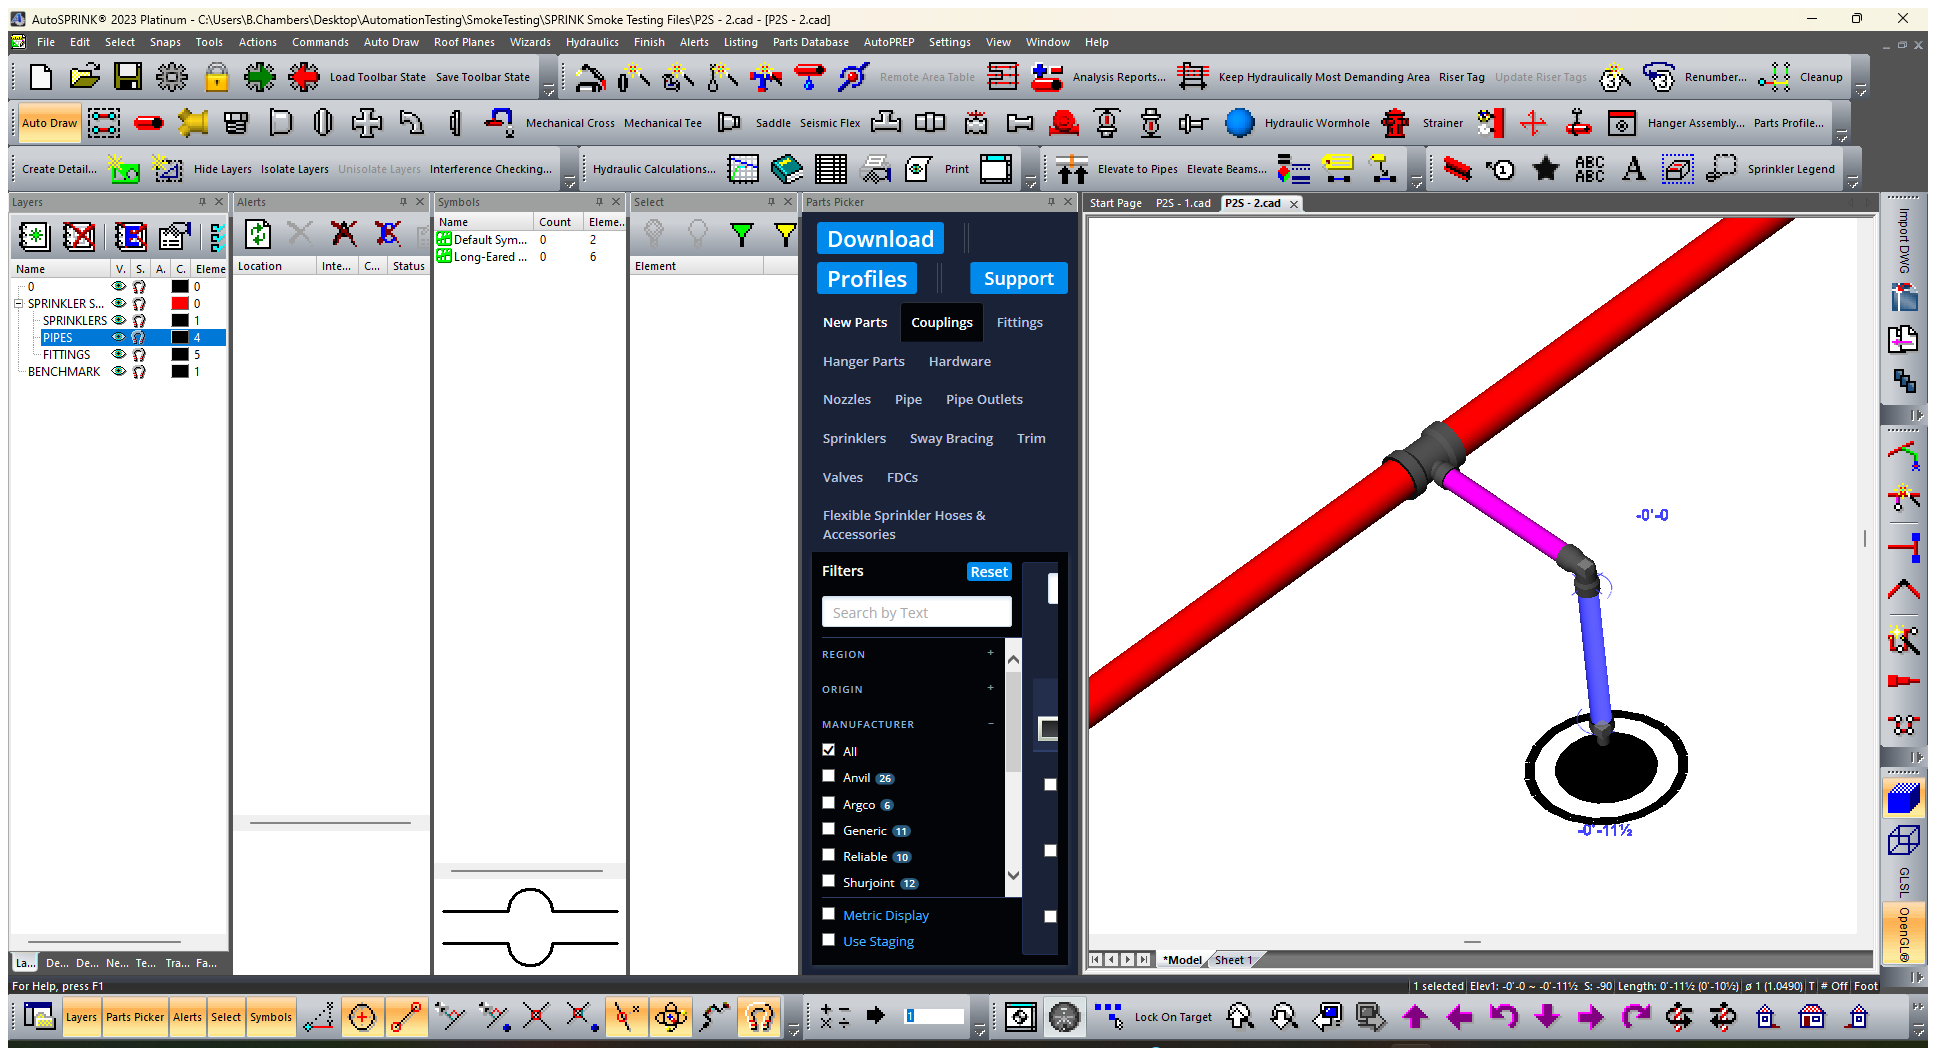 AutoSPRINK® 2023 Platinum - C:\Users\B.Chambers\Desktop\AutomationTesting\SmokeTesting\SPRINK Smoke Testing Files\P2S - 2.cad - [P2S - 2.cad]
File Edit Select Snaps Tools Actions Commands Auto Draw Roof Planes Wizards Hydraulics Finish Alerts Listing Parts Database AutoPREP Settings View Window Help
Load Toolbar State Save Toolbar State Remote Area Table Analysis Reports... Keep Hydraulically Most Demanding Area Riser Tag Update Riser Tags Renumber... Cleanup
Auto Draw Mechanical Cross Mechanical Tee Saddle Seismic Flex Hydraulic Wormhole Strainer Hanger Assembly... Parts Profile...
Create Detail... Hide Layers Isolate Layers Unisolate Layers Interference Checking... Hydraulic Calculations... Print Elevate to Pipes Elevate Beams... ABC ABC A Sprinkler Legend
Layers Alerts Symbols Select Parts Picker Start Page P2S - 1.cad P2S - 2.cad
Name V. S. A. C. Eleme
0 0
SPRINKLER S... 0
SPRINKLERS 1
PIPES 4
FITTINGS 5
BENCHMARK 1
Location Inte... C... Status
Name Count Eleme...
Default Sym... 0 2
Long-Eared ... 0 6
Element
Download
Profiles Support
New Parts Couplings Fittings
Hanger Parts Hardware
Nozzles Pipe Pipe Outlets
Sprinklers Sway Bracing Trim
Valves FDCs
Flexible Sprinkler Hoses &
Accessories
Filters Reset
Search by Text
REGION +
ORIGIN +
MANUFACTURER −
All
Anvil 26
Argco 6
Generic 11
Reliable 10
Shurjoint 12
Metric Display
Use Staging
-0'-0
-0'-11½
Import DWG
GLSL
OpenGL®
La... De... De... Ne... Te... Tra... Fa...
*Model Sheet 1
For Help, press F1
1 selected Elev1: -0'-0 ~ -0'-11½ S: -90 Length: 0'-11½ (0'-10½) ø 1 (1.0490) T # Off Foot
Layers Parts Picker Alerts Select Symbols 1 Lock On Target